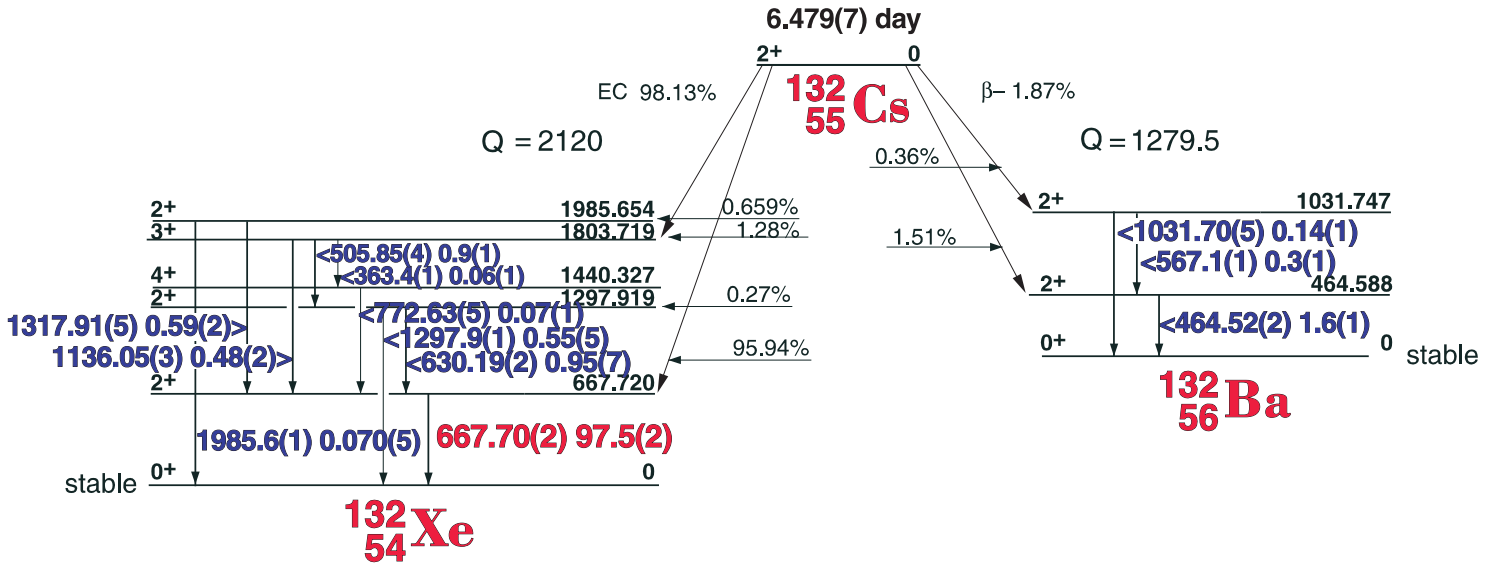 6.479(7) day
2+ 0
132
55 Cs
EC 98.13%
β− 1.87%
Q = 2120
Q = 1279.5
0.36%
1.51%
2+ 1985.654
0.659%
3+ 1803.719
1.28%
<505.85(4) 0.9(1)
<363.4(1) 0.06(1)
4+ 1440.327
2+ 1297.919
0.27%
<772.63(5) 0.07(1)
1317.91(5) 0.59(2)>
<1297.9(1) 0.55(5)
1136.05(3) 0.48(2)>
<630.19(2) 0.95(7)
95.94%
2+ 667.720
1985.6(1) 0.070(5)
667.70(2) 97.5(2)
stable 0+ 0
132
54 Xe
2+ 1031.747
<1031.70(5) 0.14(1)
<567.1(1) 0.3(1)
2+ 464.588
<464.52(2) 1.6(1)
0+ 0 stable
132
56 Ba